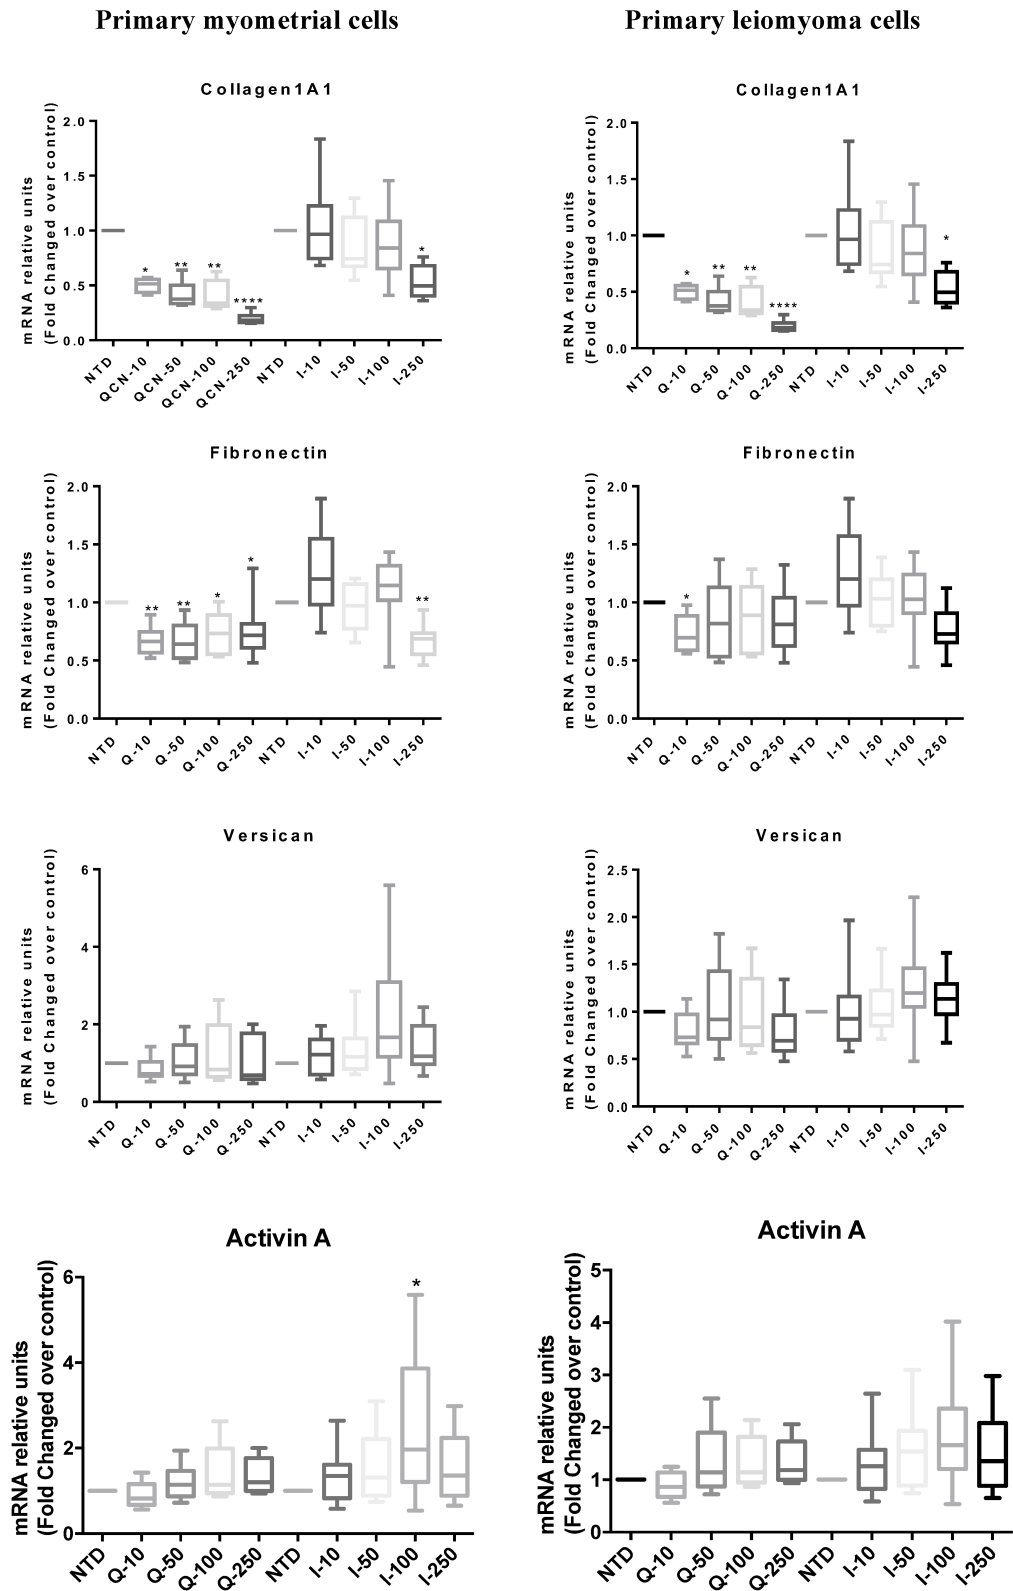 Primary myometrial cells
Primary leiomyoma cells
Collagen1A1
mRNA relative units
(Fold Changed over control)
2.0
1.5
1.0
0.5
0.0
* ** ** **** *
NTD QCN-10 QCN-50 QCN-100 QCN-250 NTD I-10 I-50 I-100 I-250
Collagen1A1
mRNA relative units
(Fold Changed over control)
2.0
1.5
1.0
0.5
0.0
* ** ** **** *
NTD Q-10 Q-50 Q-100 Q-250 NTD I-10 I-50 I-100 I-250
Fibronectin
mRNA relative units
(Fold Changed over control)
2.0
1.5
1.0
0.5
0.0
** ** * * **
NTD Q-10 Q-50 Q-100 Q-250 NTD I-10 I-50 I-100 I-250
Fibronectin
mRNA relative units
(Fold Changed over control)
2.0
1.5
1.0
0.5
0.0
*
NTD Q-10 Q-50 Q-100 Q-250 NTD I-10 I-50 I-100 I-250
Versican
mRNA relative units
(Fold Changed over control)
6
4
2
0
NTD Q-10 Q-50 Q-100 Q-250 NTD I-10 I-50 I-100 I-250
Versican
mRNA relative units
(Fold Changed over control)
2.5
2.0
1.5
1.0
0.5
0.0
NTD Q-10 Q-50 Q-100 Q-250 NTD I-10 I-50 I-100 I-250
Activin A
mRNA relative units
(Fold Changed over control)
6
4
2
0
*
NTD Q-10 Q-50 Q-100 Q-250 NTD I-10 I-50 I-100 I-250
Activin A
mRNA relative units
(Fold Changed over control)
5
4
3
2
1
0
NTD Q-10 Q-50 Q-100 Q-250 NTD I-10 I-50 I-100 I-250